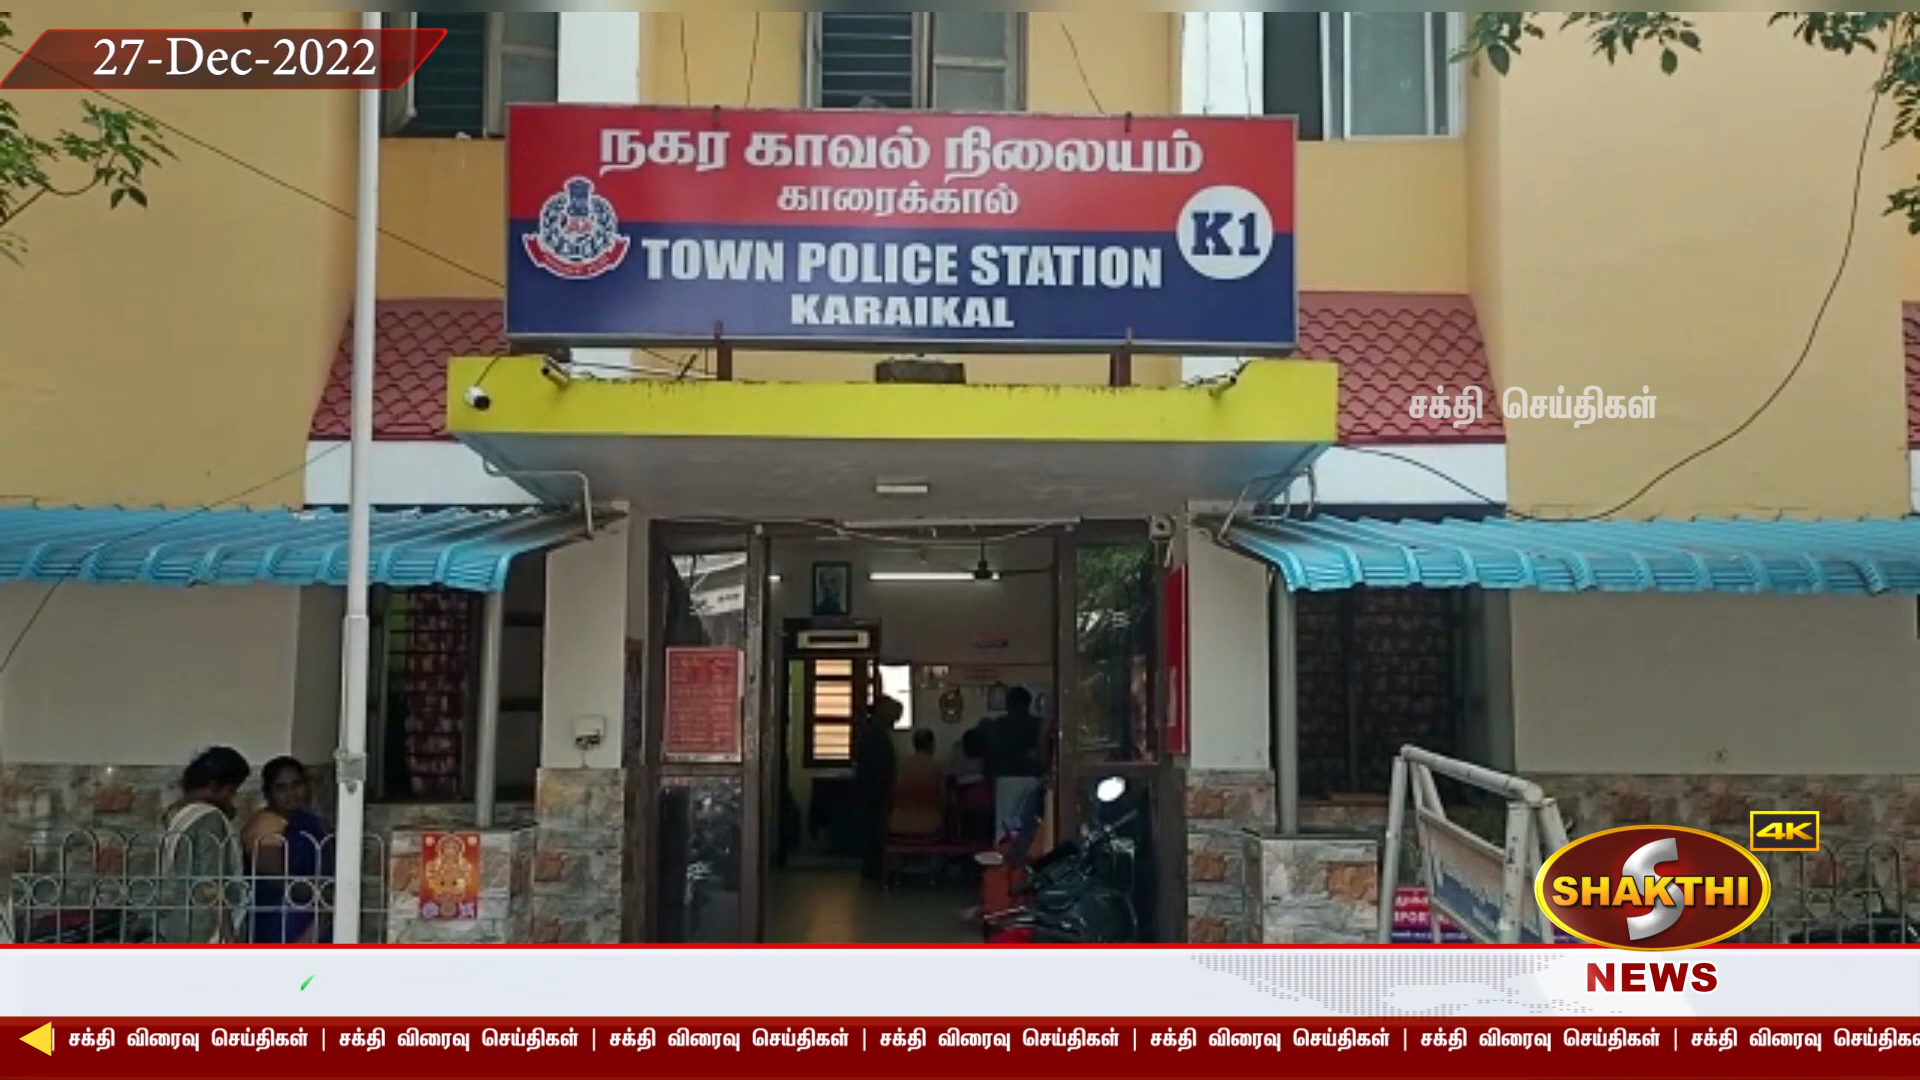 27-Dec-2022
நகர காவல் நிலையம்
காரைக்கால்
K1
TOWN POLICE STATION
KARAIKAL
சக்தி செய்திகள்
4K
S
SHAKTHI
NEWS
சக்தி விரைவு செய்திகள் | சக்தி விரைவு செய்திகள் | சக்தி விரைவு செய்திகள் | சக்தி விரைவு செய்திகள் | சக்தி விரைவு செய்திகள் | சக்தி விரைவு செய்திகள் | சக்தி விரைவு